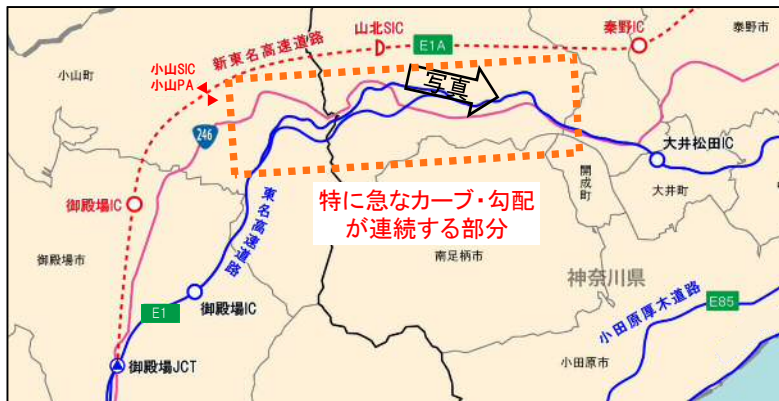 山北SIC
秦野IC
秦野市
E1A
新東名高速道路
小山町
小山SIC
小山PA
写真
246
大井松田IC
開成町
大井町
特に急なカーブ・勾配
が連続する部分
御殿場IC
東名高速道路
御殿場市
南足柄市
神奈川県
E1
御殿場IC
E85
小田原厚木道路
御殿場JCT
小田原市